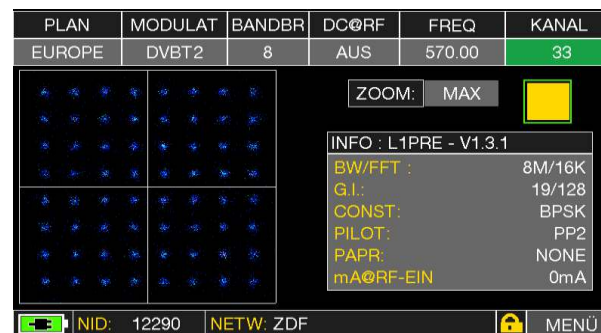 PLAN MODULAT BANDBR DC@RF FREQ KANAL
EUROPE DVBT2 8 AUS 570.00 33
ZOOM: MAX
INFO : L1PRE - V1.3.1
BW/FFT : 8M/16K
G.I.: 19/128
CONST: BPSK
PILOT: PP2
PAPR: NONE
mA@RF-EIN 0mA
NID: 12290 NETW: ZDF MENÜ